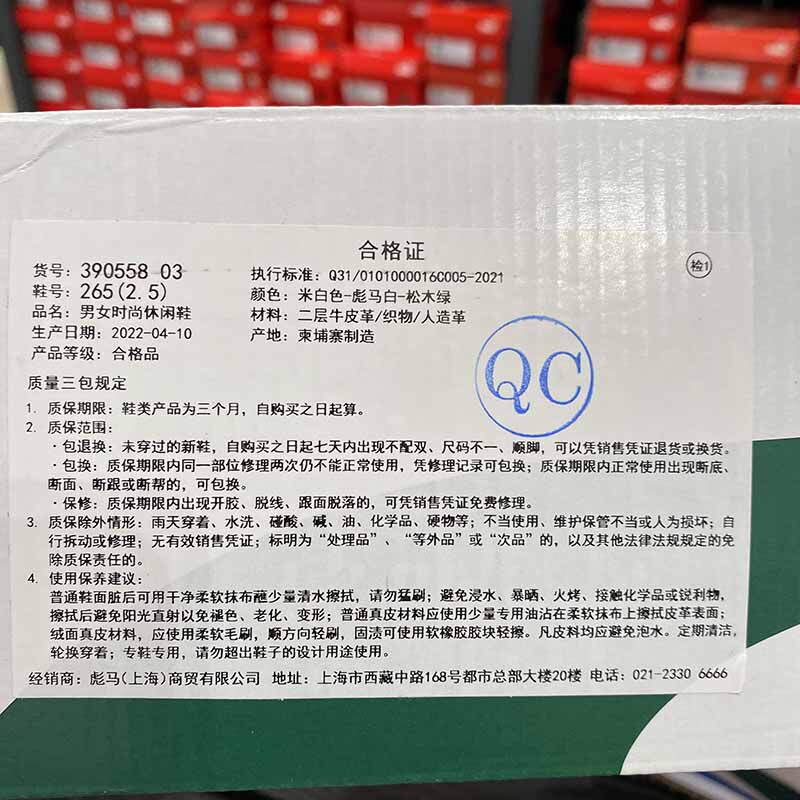 合格证
货号：390558 03
鞋号：265(2.5)
品名：男女时尚休闲鞋
生产日期：2022-04-10
产品等级：合格品
执行标准：Q31/0101000016C005-2021
颜色：米白色-彪马白-松木绿
材料：二层牛皮革/织物/人造革
产地：柬埔寨制造
检1
QC
质量三包规定
1. 质保期限：鞋类产品为三个月，自购买之日起算。
2. 质保范围：
·包退换：未穿过的新鞋，自购买之日起七天内出现不配双、尺码不一、顺脚，可以凭销售凭证退货或换货。
·包换：质保期限内同一部位修理两次仍不能正常使用，凭修理记录可包换；质保期限内正常使用出现断底、
断面、断跟或断帮的，可包换。
·保修：质保期限内出现开胶、脱线、跟面脱落的，可凭销售凭证免费修理。
3. 质保除外情形：雨天穿着、水洗、碰酸、碱、油、化学品、硬物等；不当使用、维护保管不当或人为损坏；自
行拆动或修理；无有效销售凭证；标明为“处理品”、“等外品”或“次品”的，以及其他法律法规规定的免
除质保责任的。
4. 使用保养建议：
普通鞋面脏后可用干净柔软抹布蘸少量清水擦拭，请勿猛刷；避免浸水、暴晒、火烤、接触化学品或锐利物，
擦拭后避免阳光直射以免褪色、老化、变形；普通真皮材料应使用少量专用油沾在柔软抹布上擦拭皮革表面；
绒面真皮材料，应使用柔软毛刷，顺方向轻刷，固渍可使用软橡胶胶块轻擦。凡皮料均应避免泡水。定期清洁，
轮换穿着；专鞋专用，请勿超出鞋子的设计用途使用。
经销商：彪马(上海)商贸有限公司 地址：上海市西藏中路168号都市总部大楼20楼 电话：021-2330 6666